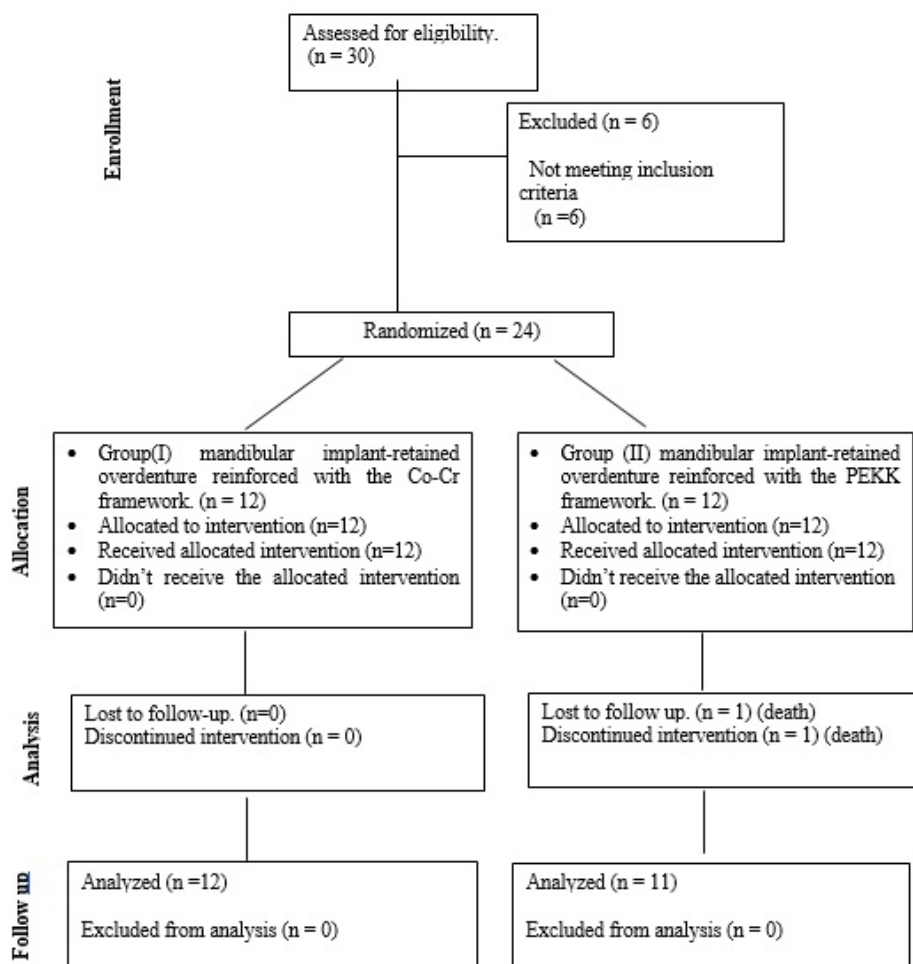 Assessed for eligibility.
(n = 30)
Enrollment
Excluded (n = 6)
Not meeting inclusion
criteria
(n =6)
Randomized (n = 24)
Allocation
• Group(I) mandibular implant-retained
overdenture reinforced with the Co-Cr
framework. (n = 12)
• Allocated to intervention (n=12)
• Received allocated intervention (n=12)
• Didn’t receive the allocated intervention
(n=0)
• Group (II) mandibular implant-retained
overdenture reinforced with the PEKK
framework. (n = 12)
• Allocated to intervention (n=12)
• Received allocated intervention (n=12)
• Didn’t receive the allocated intervention
(n=0)
Analysis
Lost to follow-up. (n=0)
Discontinued intervention (n = 0)
Lost to follow up. (n = 1) (death)
Discontinued intervention (n = 1) (death)
Follow up
Analyzed (n =12)
Excluded from analysis (n = 0)
Analyzed (n = 11)
Excluded from analysis (n = 0)